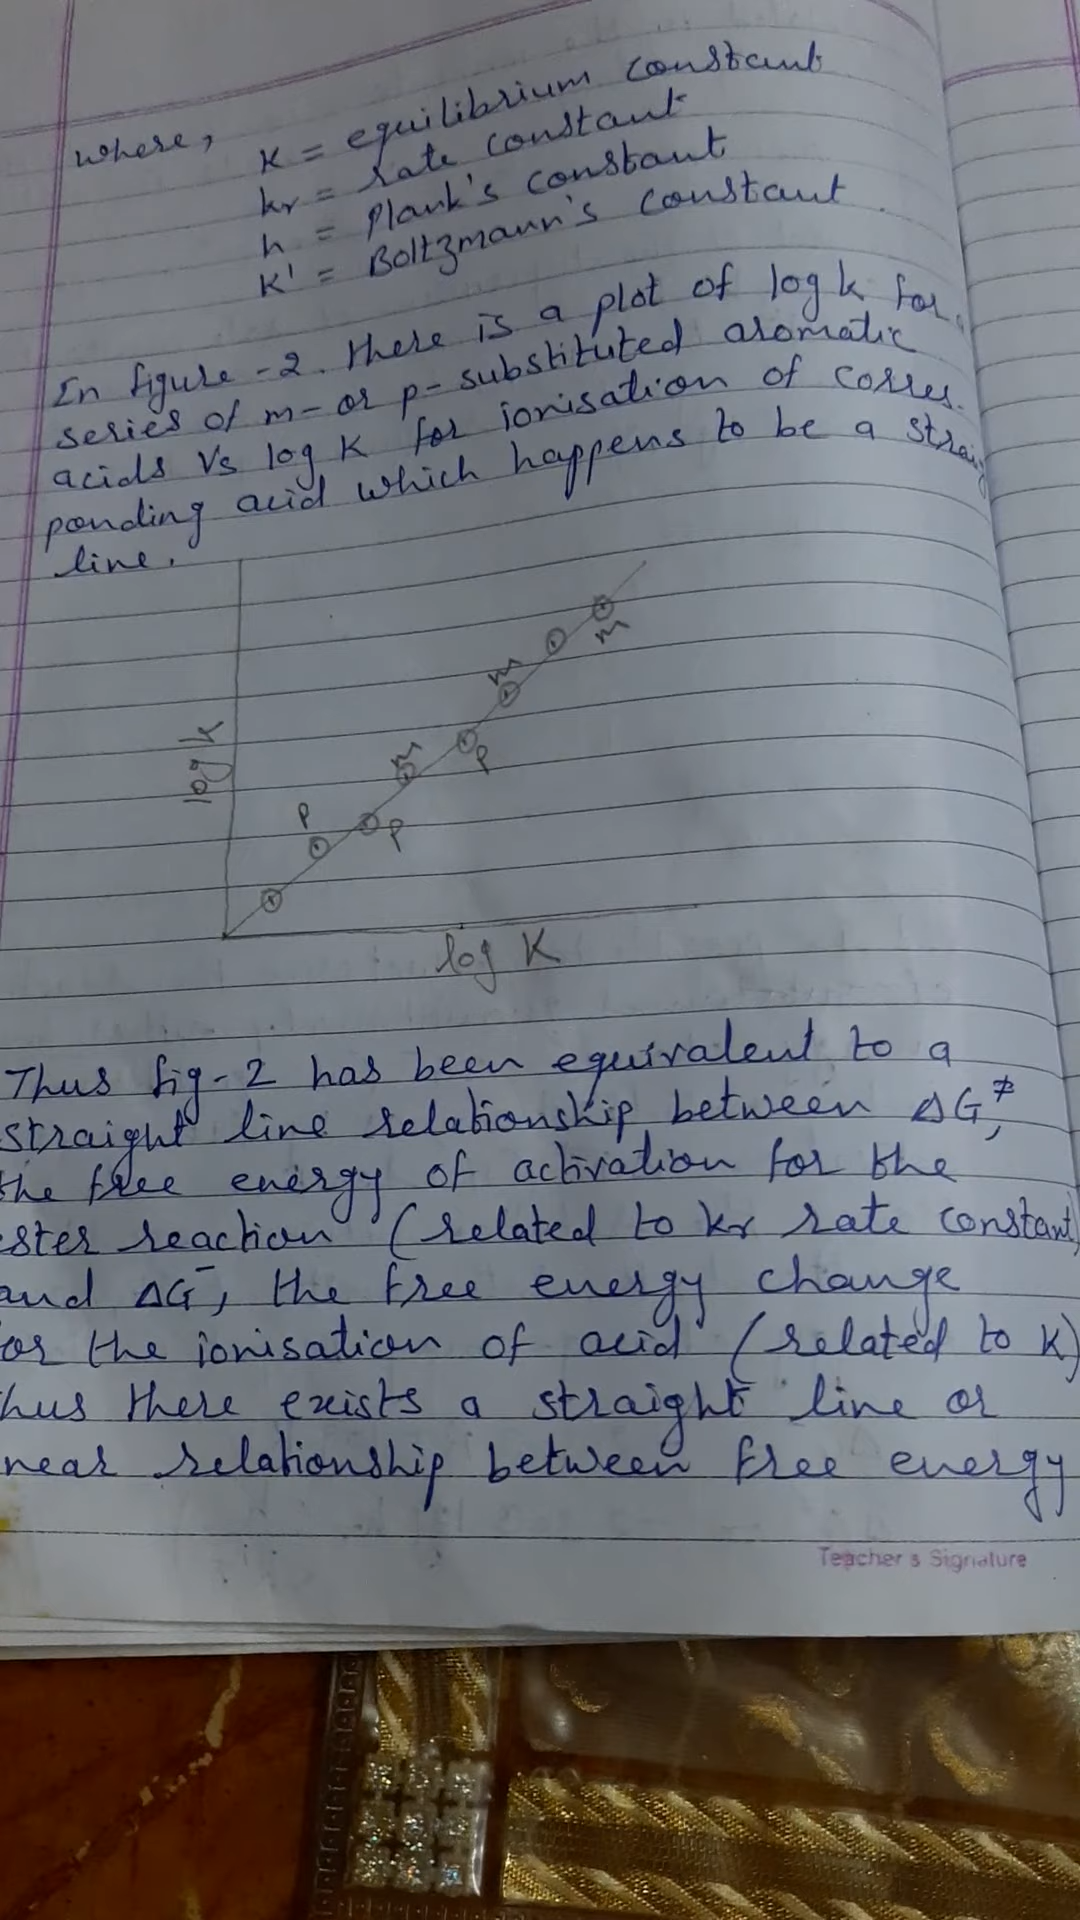 where,
K = equilibrium constant
kr = rate constant
h = Plank's constant
K' = Boltzmann's constant.
In figure-2. there is a plot of log k for
series of m- or p- substituted aromatic
acids Vs log K for ionisation of corres.
ponding acid which happens to be a straig
line.
log k
m
m
m
p
p
p
log K
Thus fig-2 has been equivalent to a
straight line relationship between ΔG≠,
the free energy of activation for the
ester reaction (related to kr rate constant)
and ΔG⁻, the free energy change
for the ionisation of acid (related to K)
Thus there exists a straight line or
near relationship between free energy
Teacher's Signature